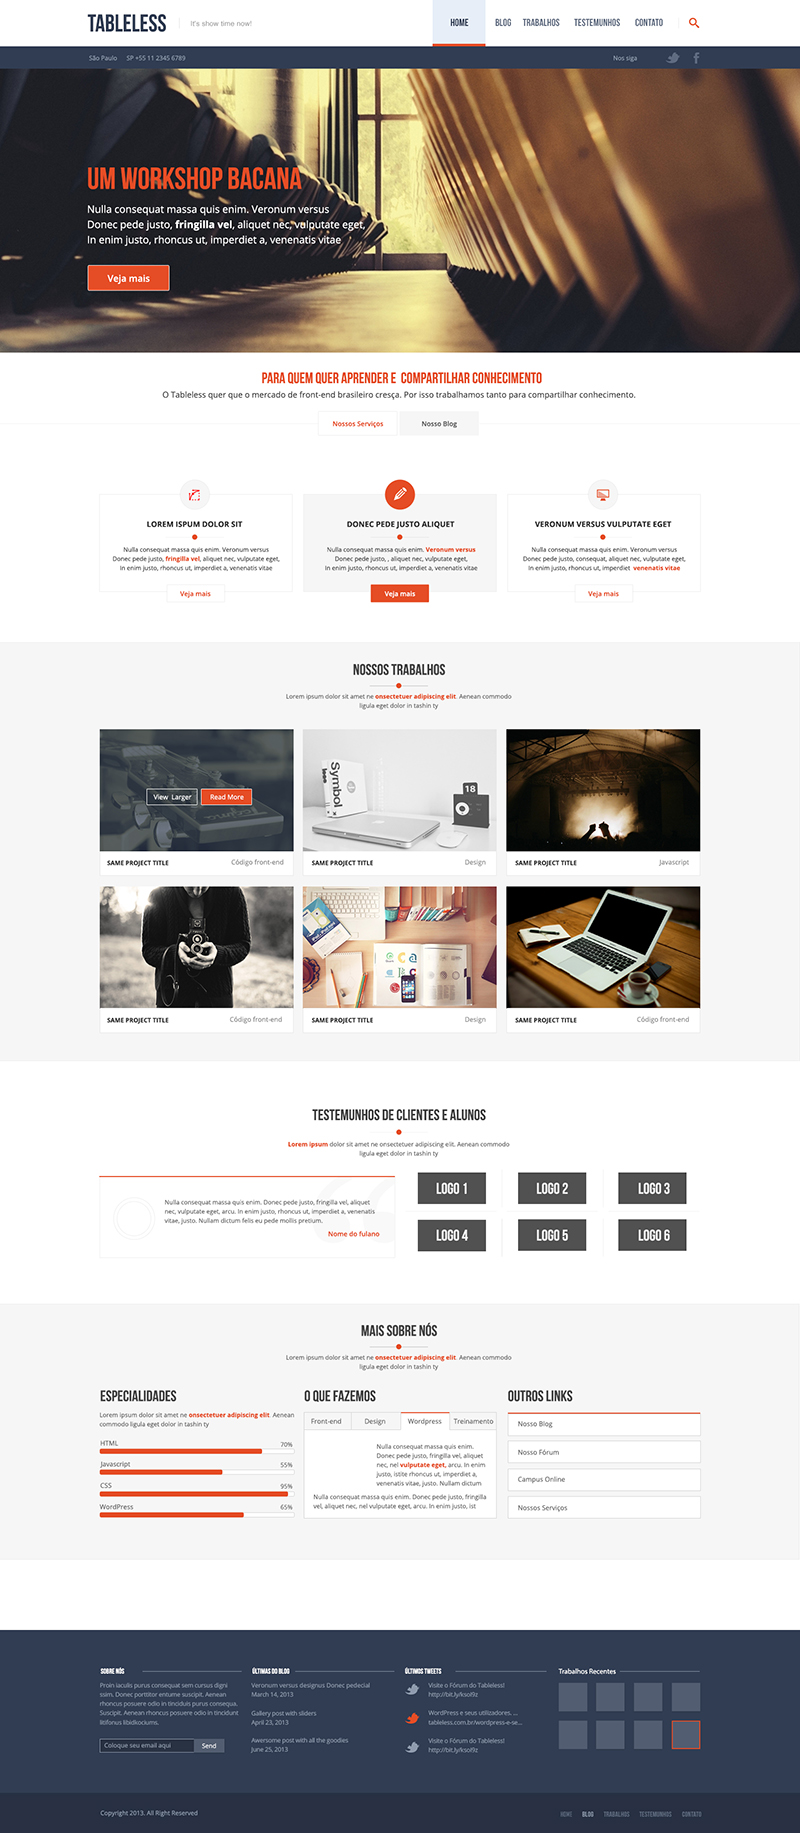 TABLELESS
It's show time now!
HOME BLOG TRABALHOS TESTEMUNHOS CONTATO
São Paulo SP +55 11 2345 6789
Nos siga
UM WORKSHOP BACANA
Nulla consequat massa quis enim. Veronum versus
Donec pede justo, fringilla vel, aliquet nec, vulputate eget,
In enim justo, rhoncus ut, imperdiet a, venenatis vitae
Veja mais
PARA QUEM QUER APRENDER E COMPARTILHAR CONHECIMENTO
O Tableless quer que o mercado de front-end brasileiro cresça. Por isso trabalhamos tanto para compartilhar conhecimento.
Nossos Serviços
Nosso Blog
LOREM ISPUM DOLOR SIT
Nulla consequat massa quis enim. Veronum versus
Donec pede justo, fringilla vel, aliquet nec, vulputate eget,
In enim justo, rhoncus ut, imperdiet a, venenatis vitae
Veja mais
DONEC PEDE JUSTO ALIQUET
Nulla consequat massa quis enim. Veronum versus
Donec pede justo, , aliquet nec, vulputate eget,
In enim justo, rhoncus ut, imperdiet a, venenatis vitae
Veja mais
VERONUM VERSUS VULPUTATE EGET
Nulla consequat massa quis enim. Veronum versus
Donec pede justo, consequat, aliquet nec, vulputate eget,
In enim justo, rhoncus ut, imperdiet venenatis vitae
Veja mais
NOSSOS TRABALHOS
Lorem ipsum dolor sit amet ne onsectetuer adipiscing elit. Aenean commodo
ligula eget dolor in tashin ty
View Larger
Read More
Symbol
18
SAME PROJECT TITLE Código front-end
SAME PROJECT TITLE Design
SAME PROJECT TITLE Javascript
SAME PROJECT TITLE Código front-end
SAME PROJECT TITLE Design
SAME PROJECT TITLE Código front-end
TESTEMUNHOS DE CLIENTES E ALUNOS
Lorem ipsum dolor sit amet ne onsectetuer adipiscing elit. Aenean commodo
ligula eget dolor in tashin ty
Nulla consequat massa quis enim. Donec pede justo, fringilla vel, aliquet
nec, vulputate eget, arcu. In enim justo, rhoncus ut, imperdiet a, venenatis
vitae, justo. Nullam dictum felis eu pede mollis pretium.
Nome do fulano
LOGO 1 LOGO 2 LOGO 3
LOGO 4 LOGO 5 LOGO 6
MAIS SOBRE NÓS
Lorem ipsum dolor sit amet ne onsectetuer adipiscing elit. Aenean commodo
ligula eget dolor in tashin ty
ESPECIALIDADES
Lorem ipsum dolor sit amet ne onsectetuer adipiscing elit Aenean
commodo ligula eget dolor in tashin ty
HTML 70%
Javascript 55%
CSS 95%
WordPress 65%
O QUE FAZEMOS
Front-end Design Wordpress Treinamento
Nulla consequat massa quis enim.
Donec pede justo, fringilla vel, aliquet
nec, nel vulputate eget, arcu. In enim
justo, istite rhoncus ut, imperdiet a,
venenatis vitae, justo. Nullam dictum
Nulla consequat massa quis enim. Donec pede justo, fringilla
vel, aliquet nec, nel vulputate eget, arcu. In enim justo, ist
OUTROS LINKS
Nosso Blog
Nosso Fórum
Campus Online
Nossos Serviços
SOBRE NÓS
Proin iaculis purus consequat sem cursus digni
ssim. Donec porttitor entume suscipit. Aenean
rhoncus posuere odio in tincidunt purus consequa.
Suscipit. Aenean rhoncus posuere odio in tincidunt
litifonus libidkociums.
Coloque seu email aqui Send
ÚLTIMAS DO BLOG
Veronum versus designus Donec pedecial
March 14, 2013
Gallery post with sliders
April 23, 2013
Awersome post with all the goodies
June 25, 2013
ÚLTIMOS TWEETS
Visite o Fórum do Tableless!
http://bit.ly/ksof9z
WordPress e seus utilizadores. ...
tableless.com.br/wordpress-e-se...
Visite o Fórum do Tableless!
http://bit.ly/ksof9z
Trabalhos Recentes
Copyright 2013. All Right Reserved
HOME BLOG TRABALHOS TESTEMUNHOS CONTATO